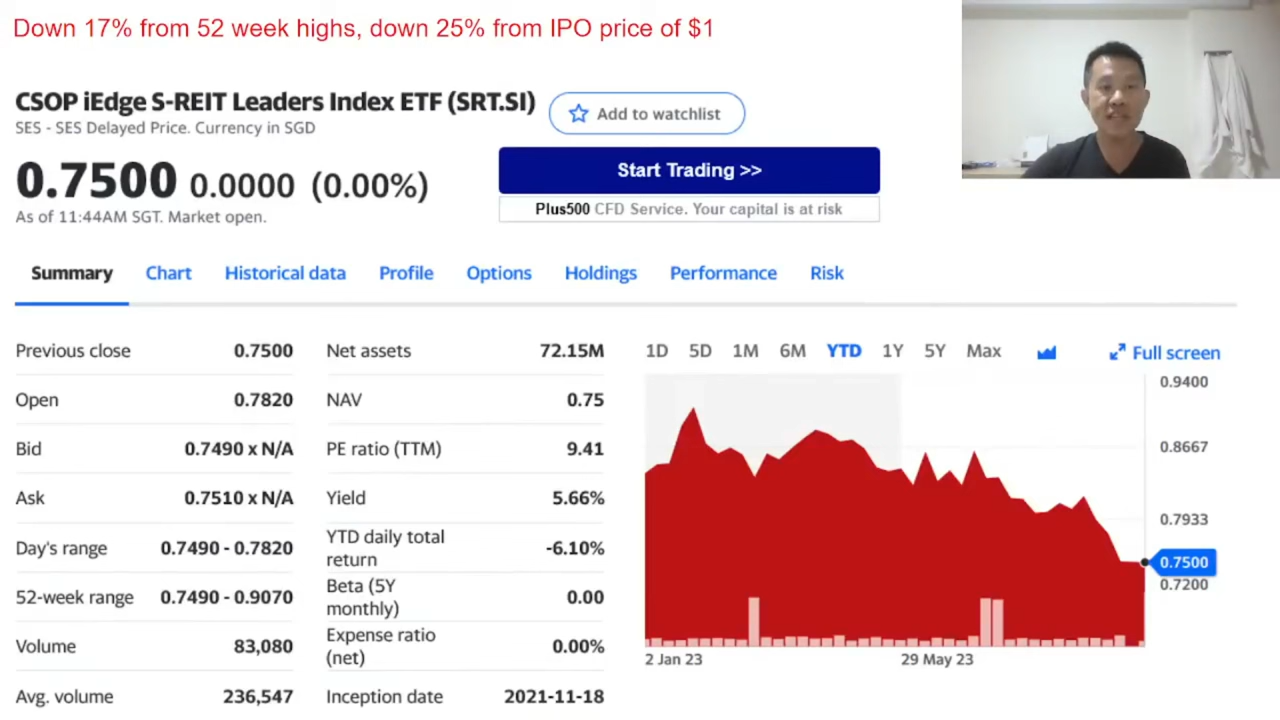 Down 17% from 52 week highs, down 25% from IPO price of $1
CSOP iEdge S-REIT Leaders Index ETF (SRT.SI)
Add to watchlist
SES - SES Delayed Price. Currency in SGD
0.7500 0.0000 (0.00%)
As of 11:44AM SGT. Market open.
Start Trading >>
Plus500 CFD Service. Your capital is at risk
Summary Chart Historical data Profile Options Holdings Performance Risk
Previous close 0.7500
Open 0.7820
Bid 0.7490 x N/A
Ask 0.7510 x N/A
Day's range 0.7490 - 0.7820
52-week range 0.7490 - 0.9070
Volume 83,080
Avg. volume 236,547
Net assets 72.15M
NAV 0.75
PE ratio (TTM) 9.41
Yield 5.66%
YTD daily total
return -6.10%
Beta (5Y
monthly) 0.00
Expense ratio
(net) 0.00%
Inception date 2021-11-18
1D 5D 1M 6M YTD 1Y 5Y Max Full screen
0.9400
0.8667
0.7933
0.7500
0.7200
2 Jan 23 29 May 23